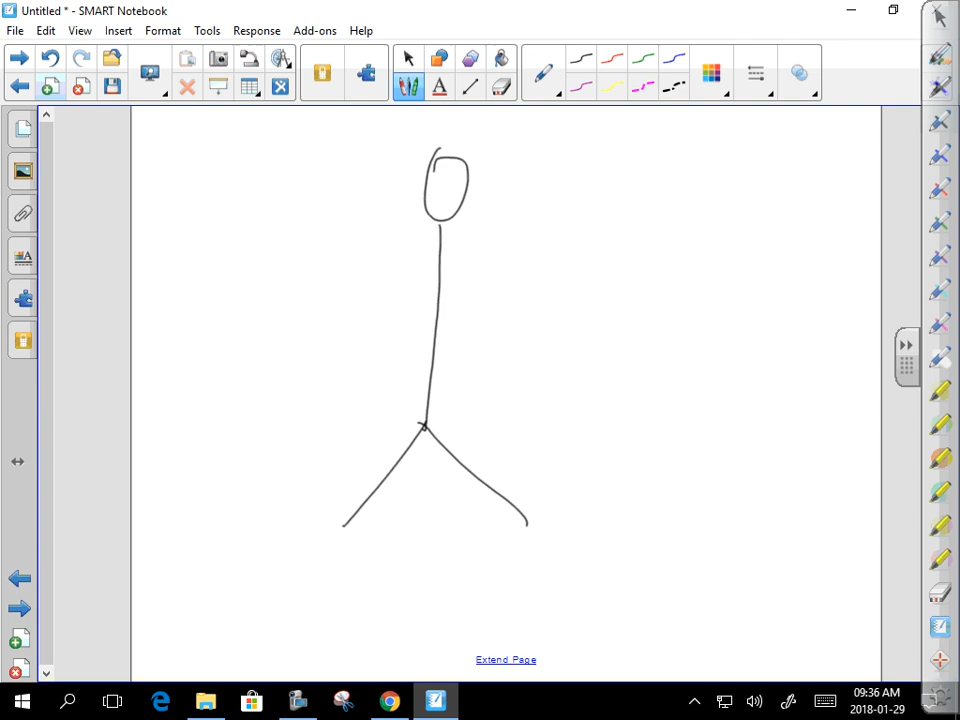 Untitled * - SMART Notebook
File Edit View Insert Format Tools Response Add-ons Help
Extend Page
09:36 AM
2018-01-29